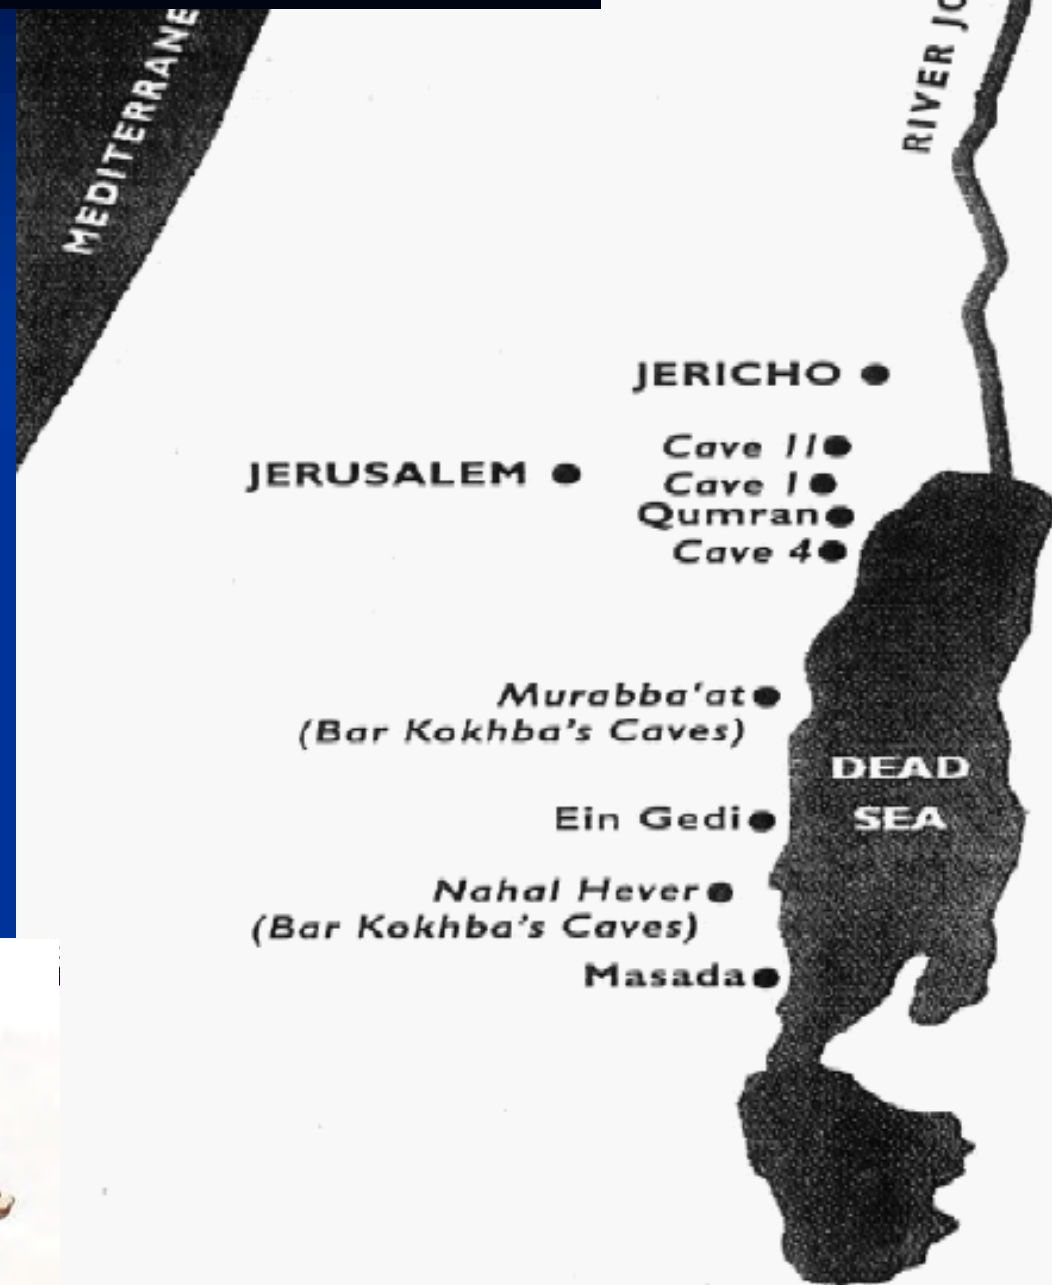 MEDITERRANE
RIVER JO
JERICHO
Cave 11
JERUSALEM
Cave 1
Qumran
Cave 4
Murabba'at
(Bar Kokhba's Caves)
DEAD
SEA
Ein Gedi
Nahal Hever
(Bar Kokhba's Caves)
Masada